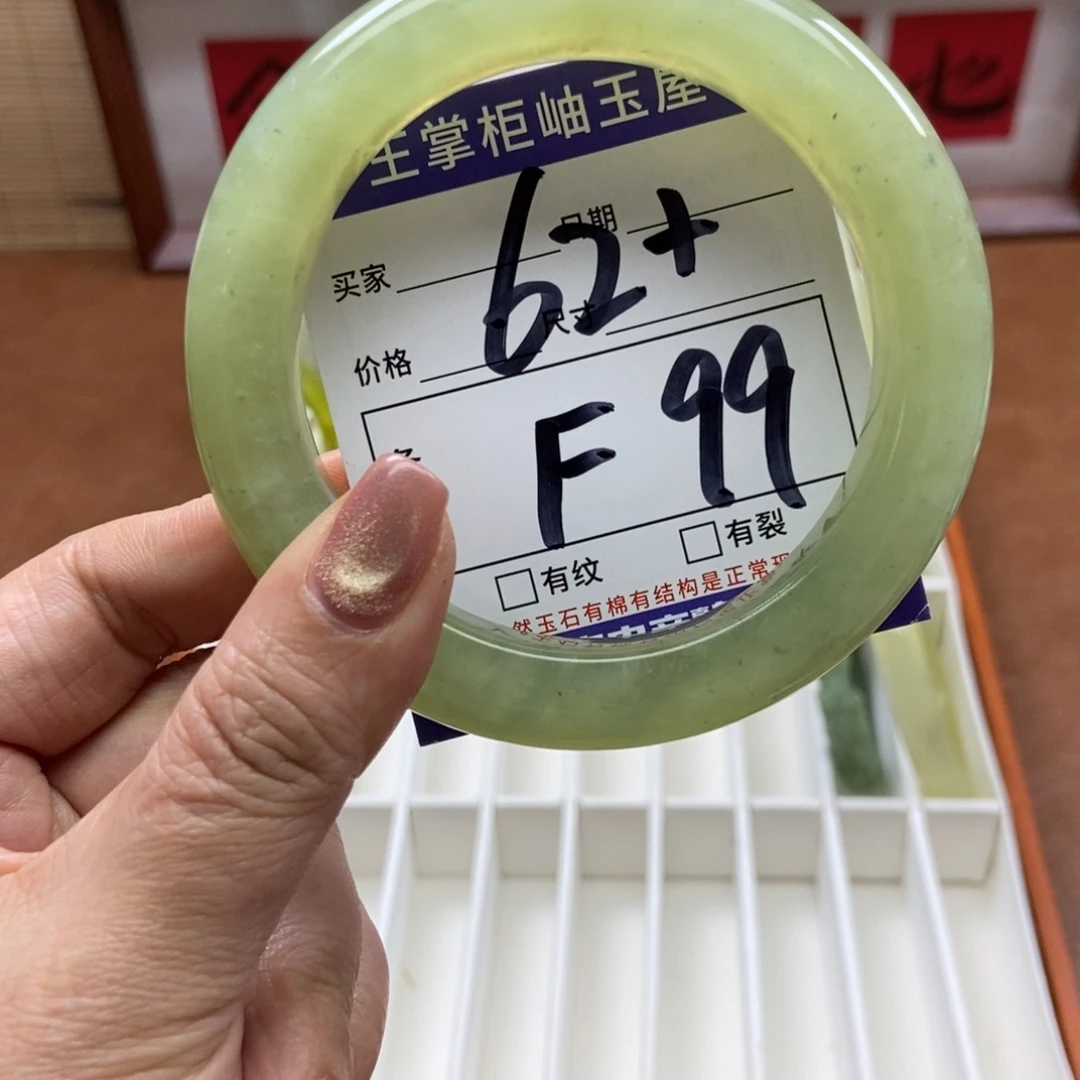 掌柜岫玉屋
日期
62+
买家
尺寸
价格
F 99
有纹
有裂
然玉石有棉有结构是正常现